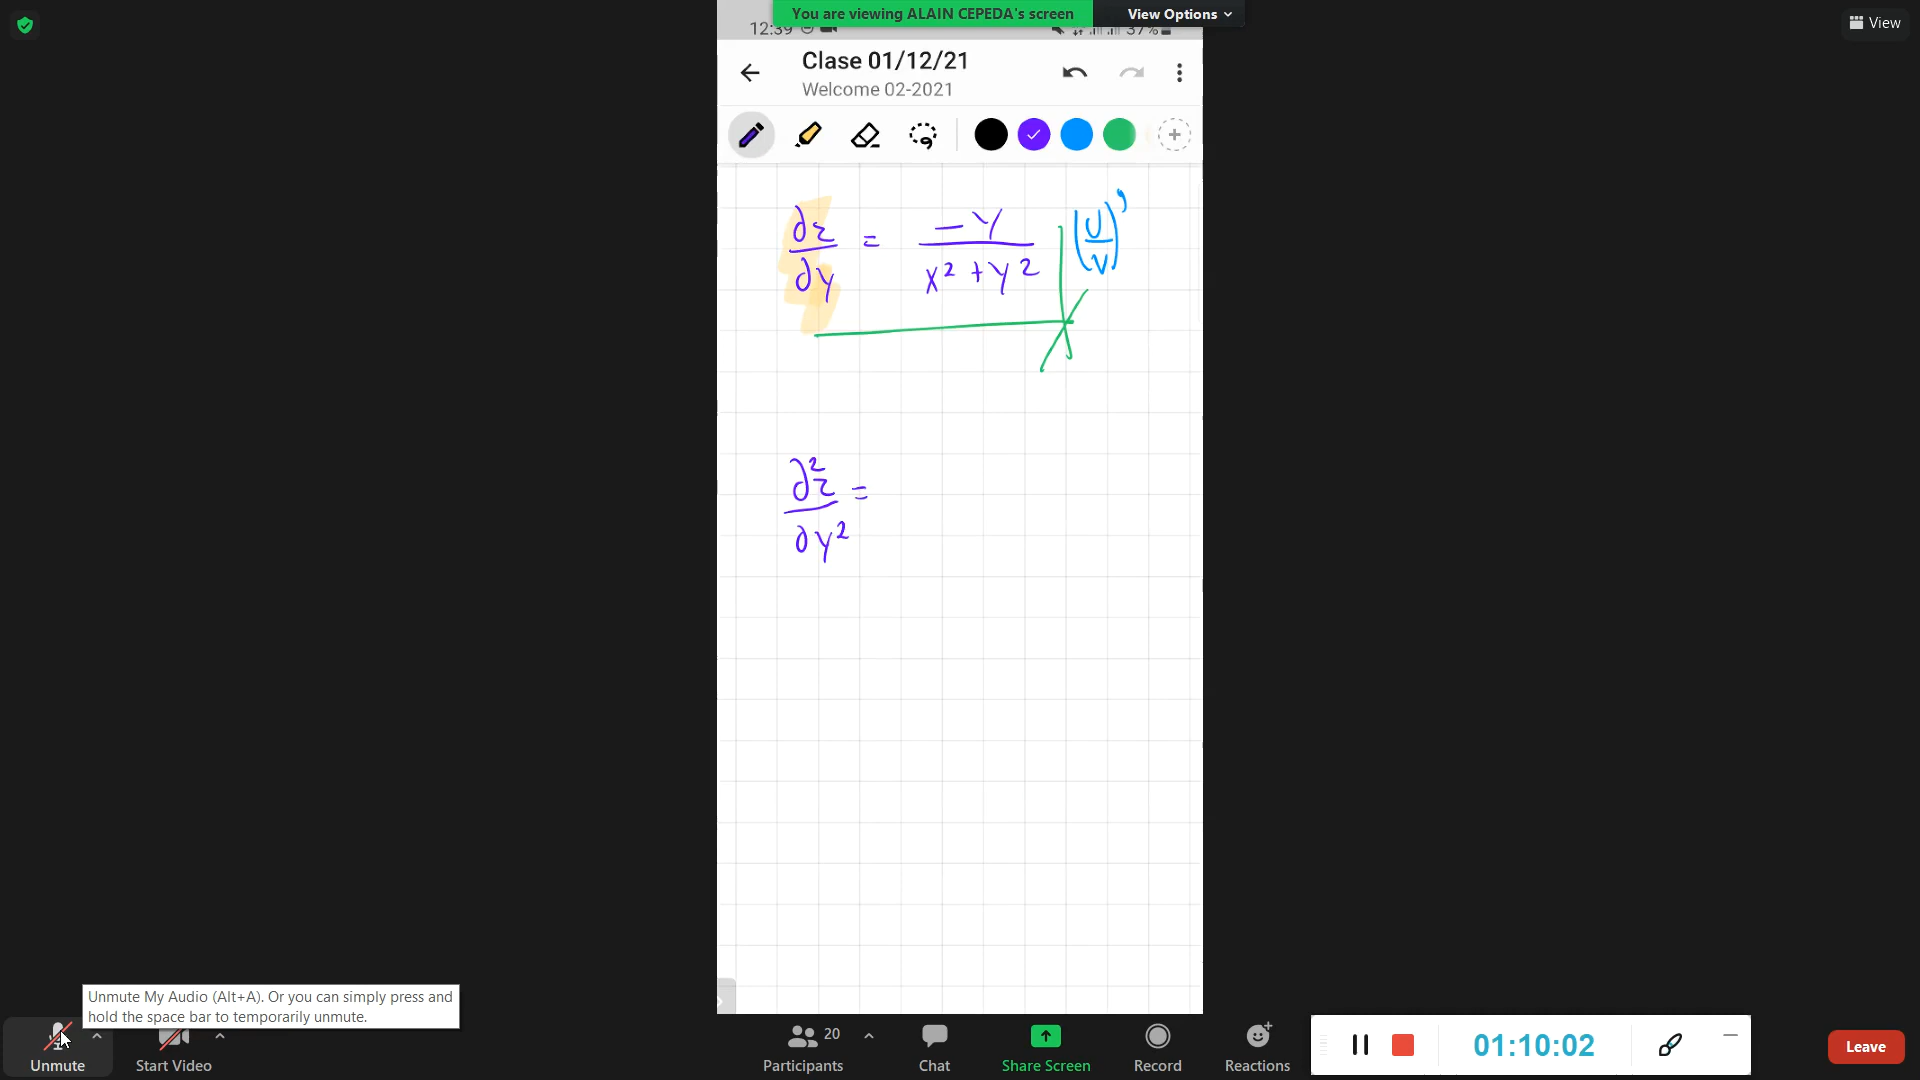 You are viewing ALAIN CEPEDA's screen
View Options
View
12:39
37%
Clase 01/12/21
Welcome 02-2021
∂z/∂y = -y/(x²+y²) (U/V)'
∂²z/∂y² =
Unmute My Audio (Alt+A). Or you can simply press and
hold the space bar to temporarily unmute.
Unmute
Start Video
20
Participants
Chat
Share Screen
Record
Reactions
01:10:02
Leave